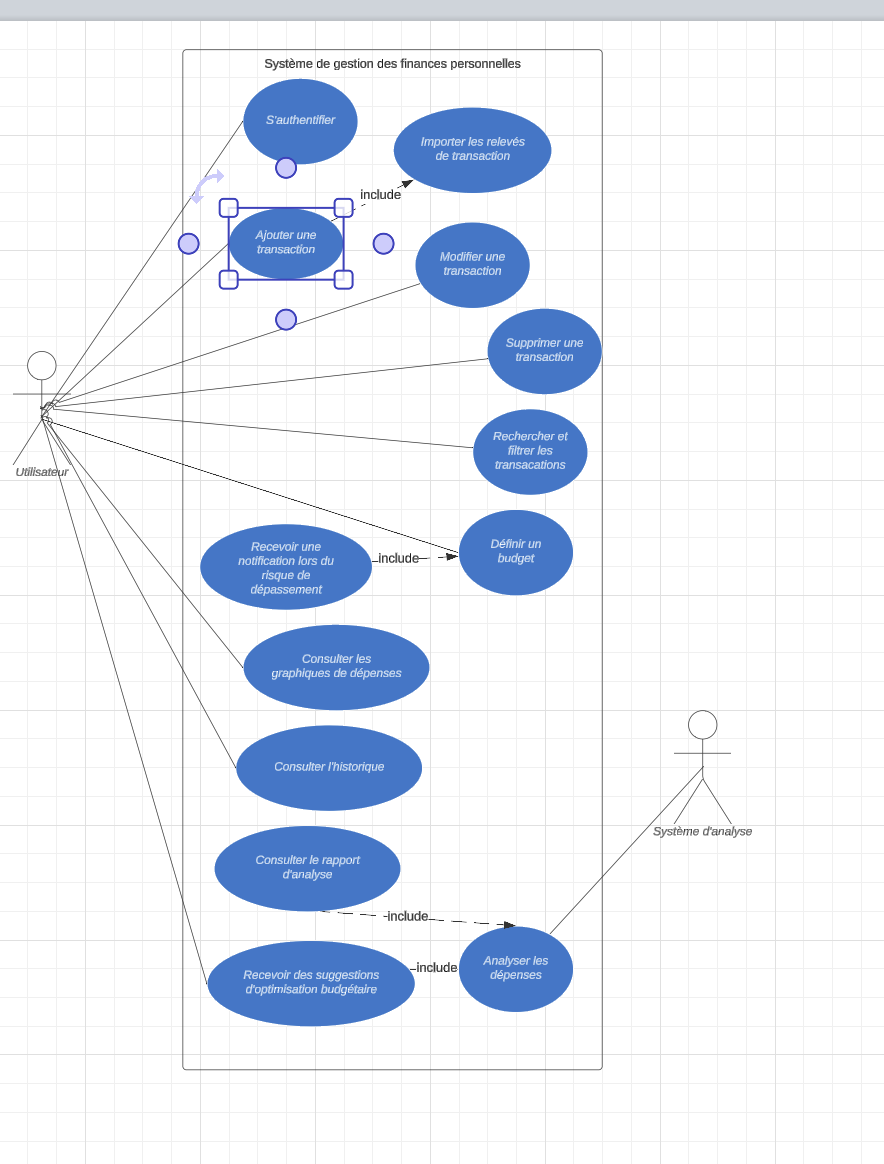 Système de gestion des finances personnelles
S'authentifier
Importer les relevés
de transaction
include
Ajouter une
transaction
Modifier une
transaction
Supprimer une
transaction
Rechercher et
filtrer les
transacations
Utilisateur
Recevoir une
notification lors du
risque de
dépassement
include
Définir un
budget
Consulter les
graphiques de dépenses
Consulter l'historique
Système d'analyse
Consulter le rapport
d'analyse
include
Recevoir des suggestions
d'optimisation budgétaire
include
Analyser les
dépenses